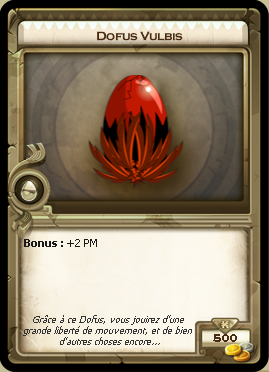 Dofus Vulbis
Bonus : +2 PM
Grâce à ce Dofus, vous jouirez d'une
grande liberté de mouvement, et de bien
d'autres choses encore...
K
500